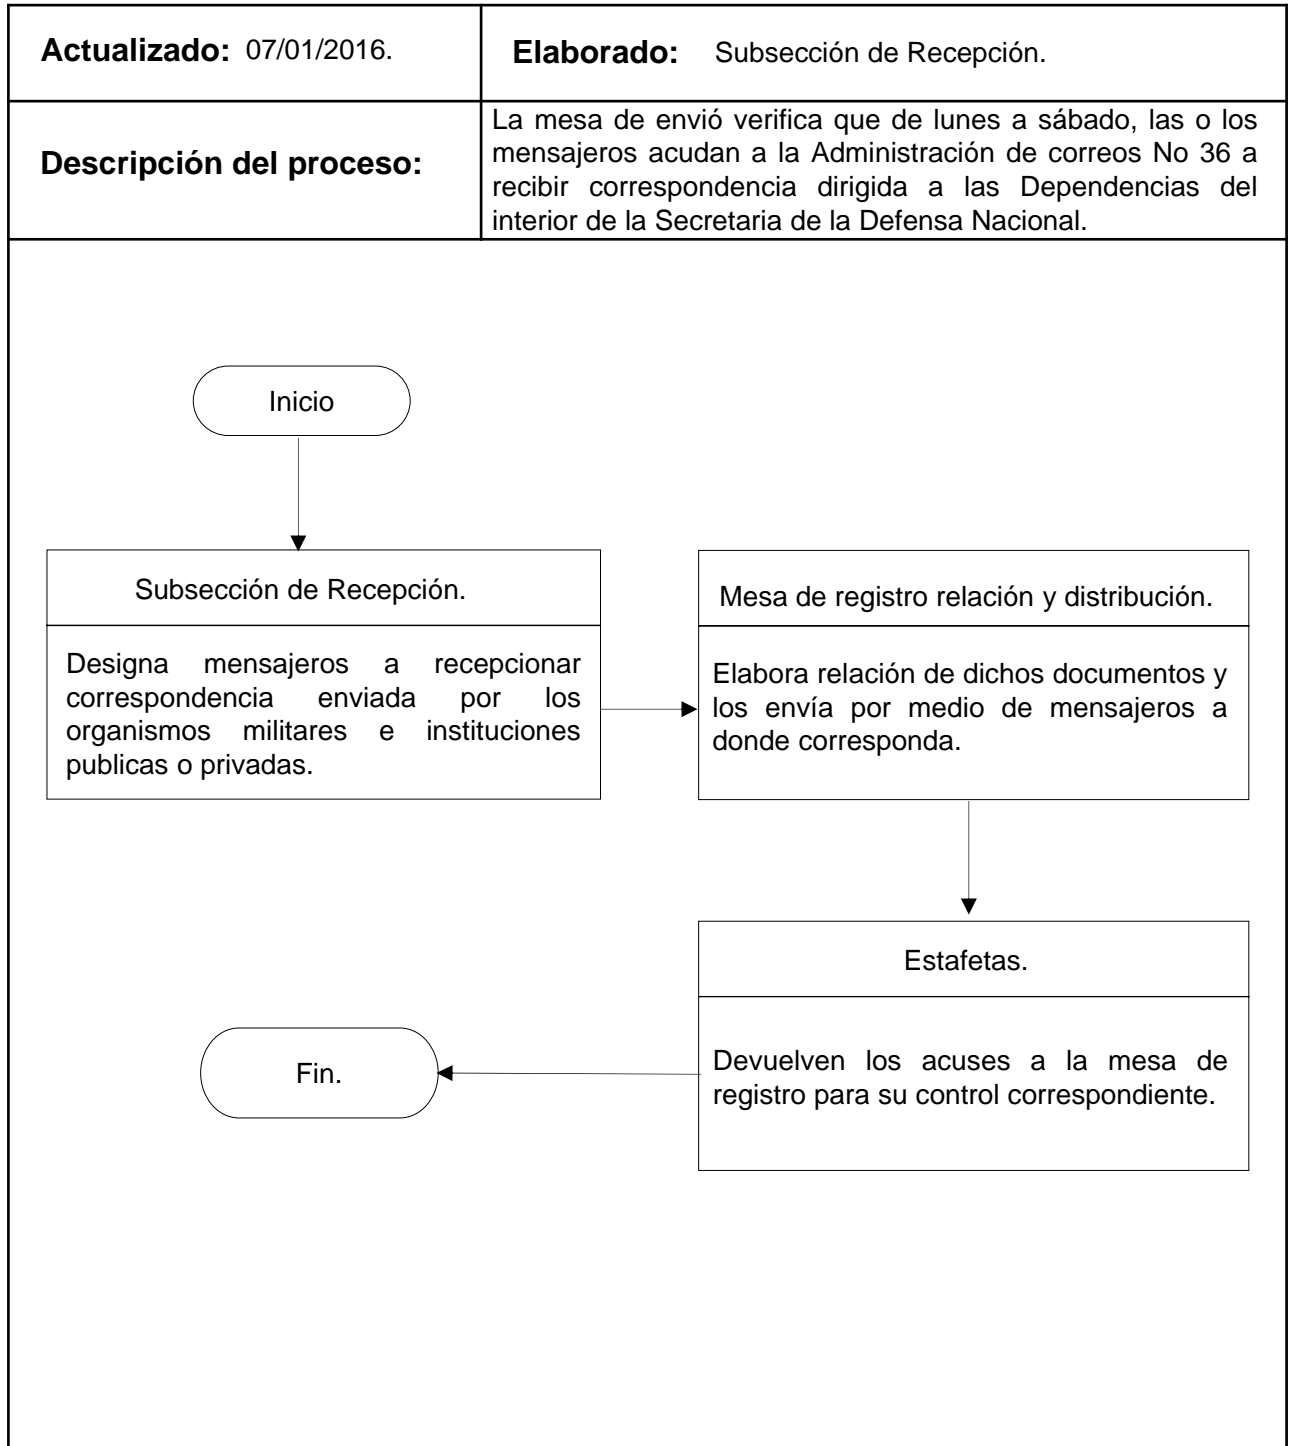 Actualizado: 07/01/2016.
Elaborado: Subsección de Recepción.
Descripción del proceso:
La mesa de envió verifica que de lunes a sábado, las o los
mensajeros acudan a la Administración de correos No 36 a
recibir correspondencia dirigida a las Dependencias del
interior de la Secretaria de la Defensa Nacional.
Inicio
Subsección de Recepción.
Designa mensajeros a recepcionar
correspondencia enviada por los
organismos militares e instituciones
publicas o privadas.
Mesa de registro relación y distribución.
Elabora relación de dichos documentos y
los envía por medio de mensajeros a
donde corresponda.
Estafetas.
Devuelven los acuses a la mesa de
registro para su control correspondiente.
Fin.